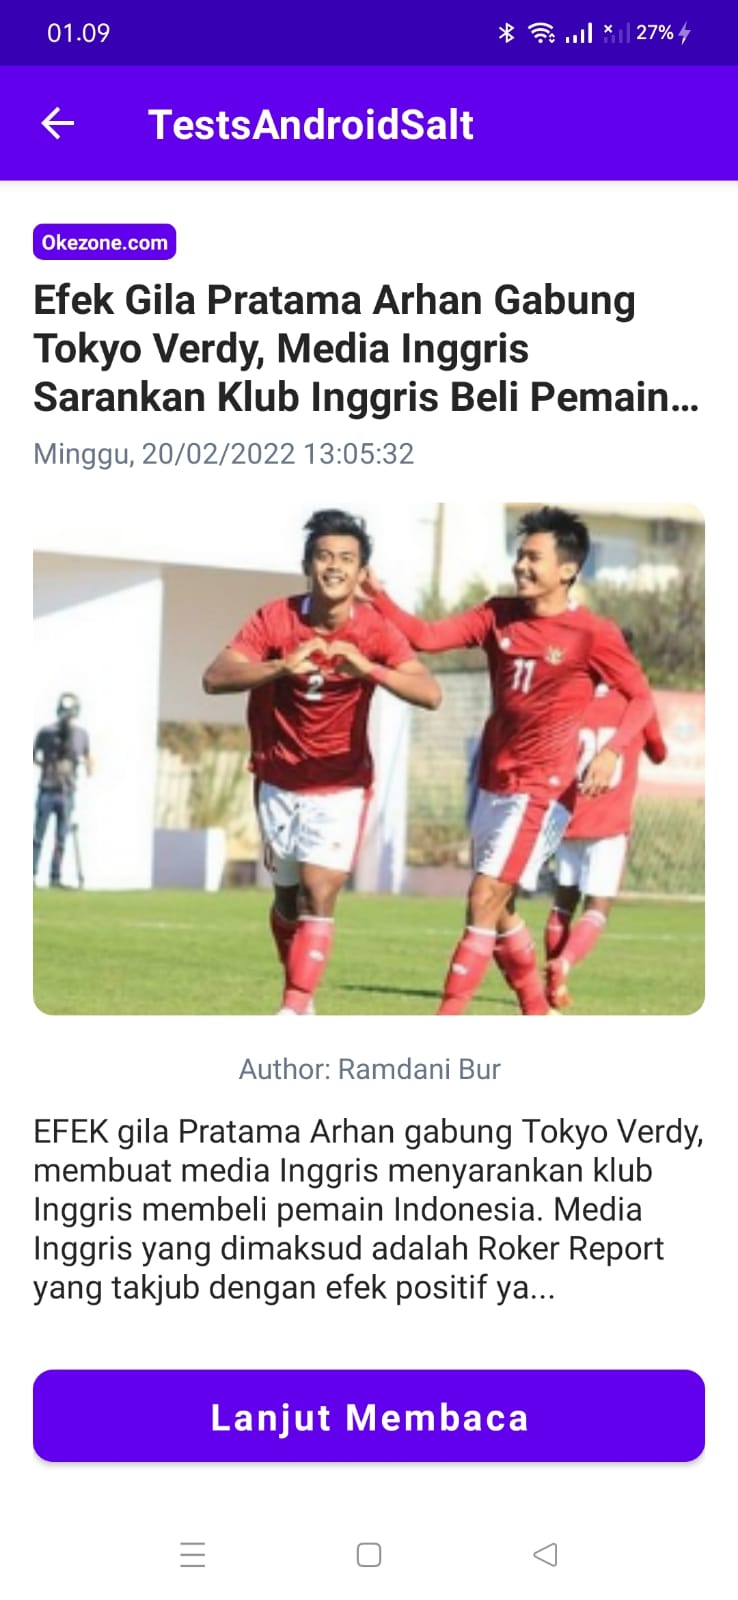 01.09
27%
TestsAndroidSalt
Okezone.com
Efek Gila Pratama Arhan Gabung
Tokyo Verdy, Media Inggris
Sarankan Klub Inggris Beli Pemain...
Minggu, 20/02/2022 13:05:32
2
11
Author: Ramdani Bur
EFEK gila Pratama Arhan gabung Tokyo Verdy,
membuat media Inggris menyarankan klub
Inggris membeli pemain Indonesia. Media
Inggris yang dimaksud adalah Roker Report
yang takjub dengan efek positif ya...
Lanjut Membaca